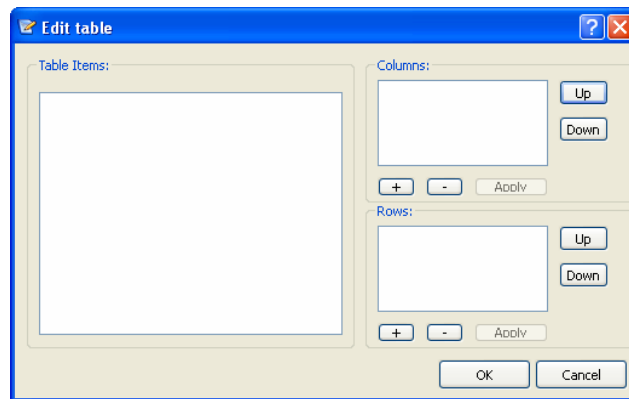 Edit table
Table Items:
Columns:
Up
Down
+ - Apply
Rows:
Up
Down
+ - Apply
OK Cancel